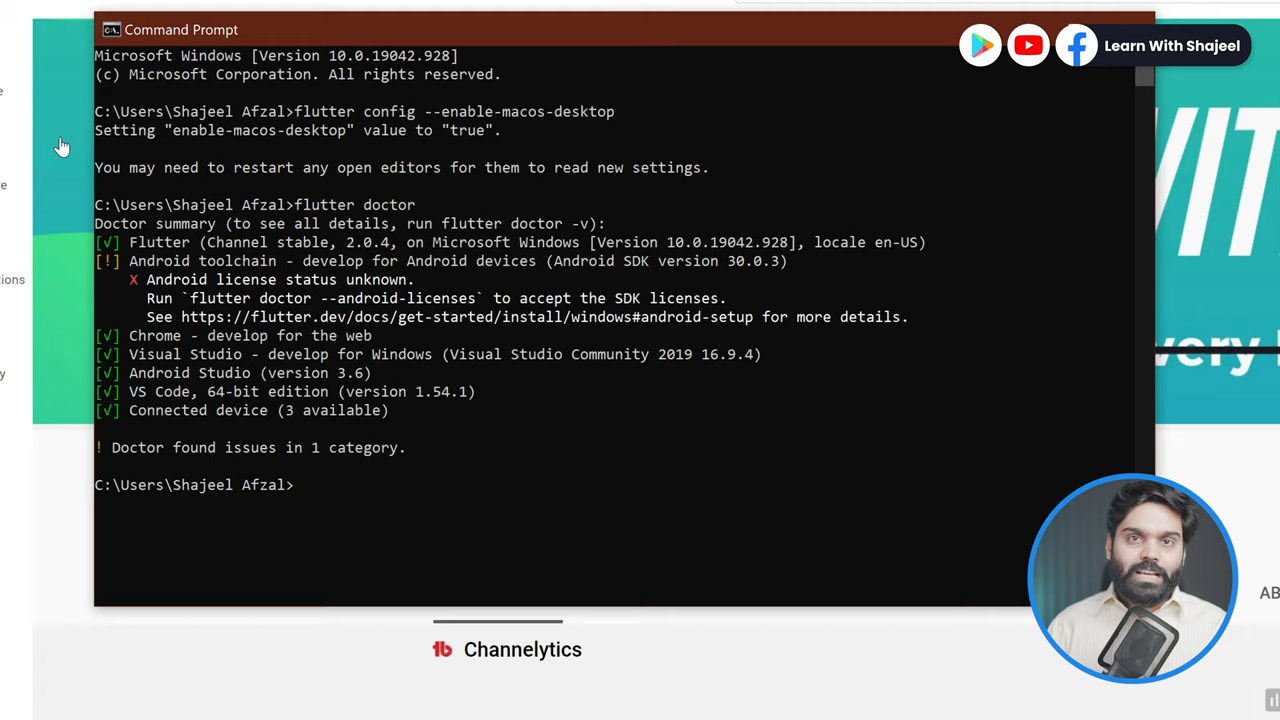 Command Prompt
Learn With Shajeel
Microsoft Windows [Version 10.0.19042.928]
(c) Microsoft Corporation. All rights reserved.
C:\Users\Shajeel Afzal>flutter config --enable-macos-desktop
Setting "enable-macos-desktop" value to "true".
You may need to restart any open editors for them to read new settings.
C:\Users\Shajeel Afzal>flutter doctor
Doctor summary (to see all details, run flutter doctor -v):
[√] Flutter (Channel stable, 2.0.4, on Microsoft Windows [Version 10.0.19042.928], locale en-US)
[!] Android toolchain - develop for Android devices (Android SDK version 30.0.3)
X Android license status unknown.
Run `flutter doctor --android-licenses` to accept the SDK licenses.
See https://flutter.dev/docs/get-started/install/windows#android-setup for more details.
[√] Chrome - develop for the web
[√] Visual Studio - develop for Windows (Visual Studio Community 2019 16.9.4)
[√] Android Studio (version 3.6)
[√] VS Code, 64-bit edition (version 1.54.1)
[√] Connected device (3 available)
! Doctor found issues in 1 category.
C:\Users\Shajeel Afzal>
Channelytics